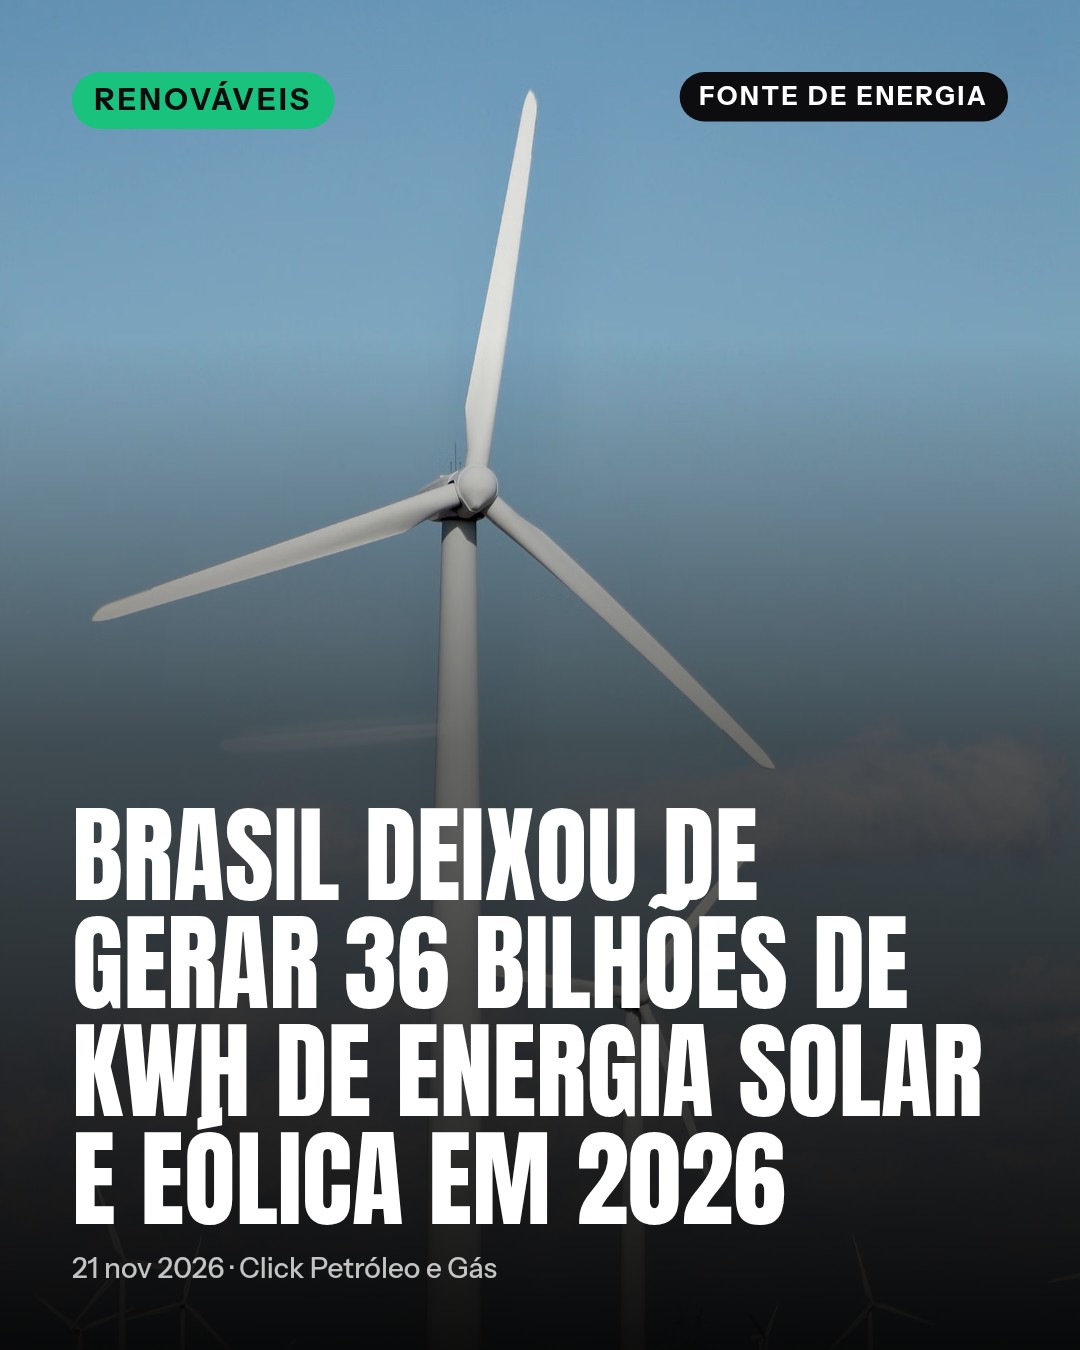 RENOVÁVEIS
FONTE DE ENERGIA
BRASIL DEIXOU DE
GERAR 36 BILHÕES DE
KWH DE ENERGIA SOLAR
E EÓLICA EM 2026
21 nov 2026 · Click Petróleo e Gás